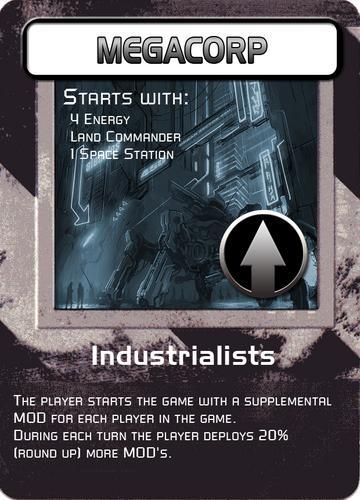 MEGACORP
STARTS WITH:
4 ENERGY
LAND COMMANDER
1 SPACE STATION
Industrialists
THE PLAYER STARTS THE GAME WITH A SUPPLEMENTAL
MOD FOR EACH PLAYER IN THE GAME.
DURING EACH TURN THE PLAYER DEPLOYS 20%
(ROUND UP) MORE MOD'S.